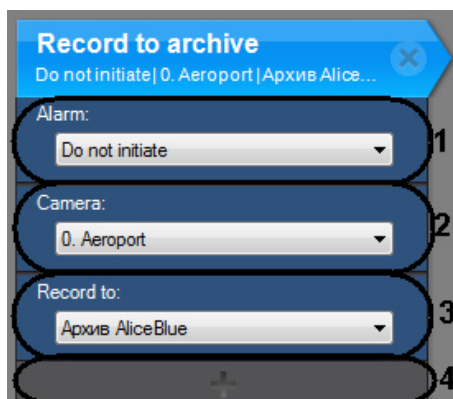 Record to archive
Do not initiate| 0. Aeroport |Архив Alice...
Alarm:
Do not initiate
1
Camera:
0. Aeroport
2
Record to:
Архив AliceBlue
3
4